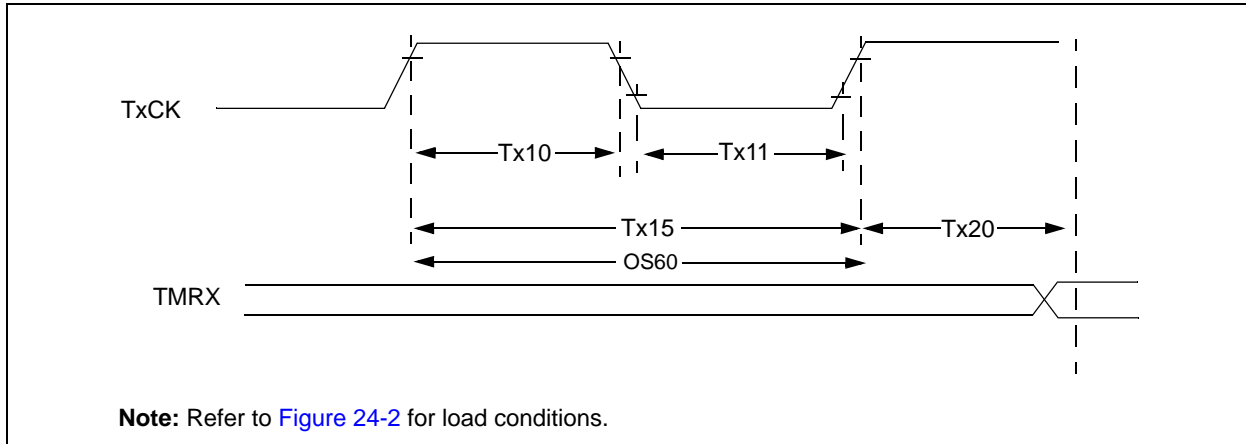 TxCK
Tx10
Tx11
Tx15
Tx20
OS60
TMRX
Note: Refer to Figure 24-2 for load conditions.